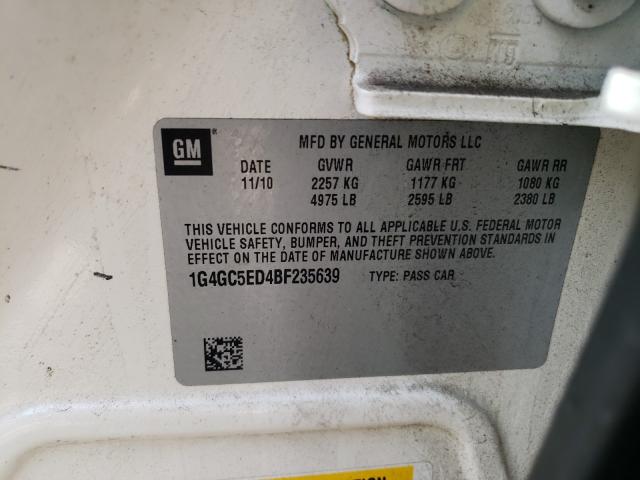 GM ®
MFD BY GENERAL MOTORS LLC
DATE GVWR GAWR FRT GAWR RR
11/10 2257 KG 1177 KG 1080 KG
4975 LB 2595 LB 2380 LB
THIS VEHICLE CONFORMS TO ALL APPLICABLE U.S. FEDERAL MOTOR
VEHICLE SAFETY, BUMPER, AND THEFT PREVENTION STANDARDS IN
EFFECT ON THE DATE OF MANUFACTURE SHOWN ABOVE.
1G4GC5ED4BF235639 TYPE: PASS CAR